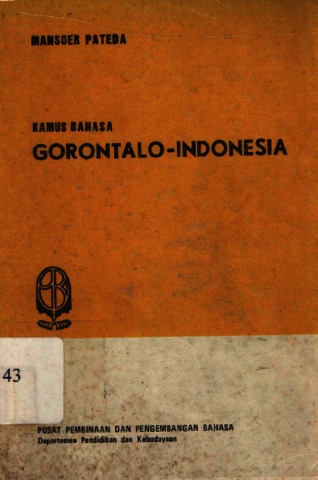 MANSOER PATEDA
KAMUS BAHASA
GORONTALO-INDONESIA
43
PUSAT PEMBINAAN DAN PENGEMBANGAN BAHASA
Departemen Pendidikan dan Kebudayaan